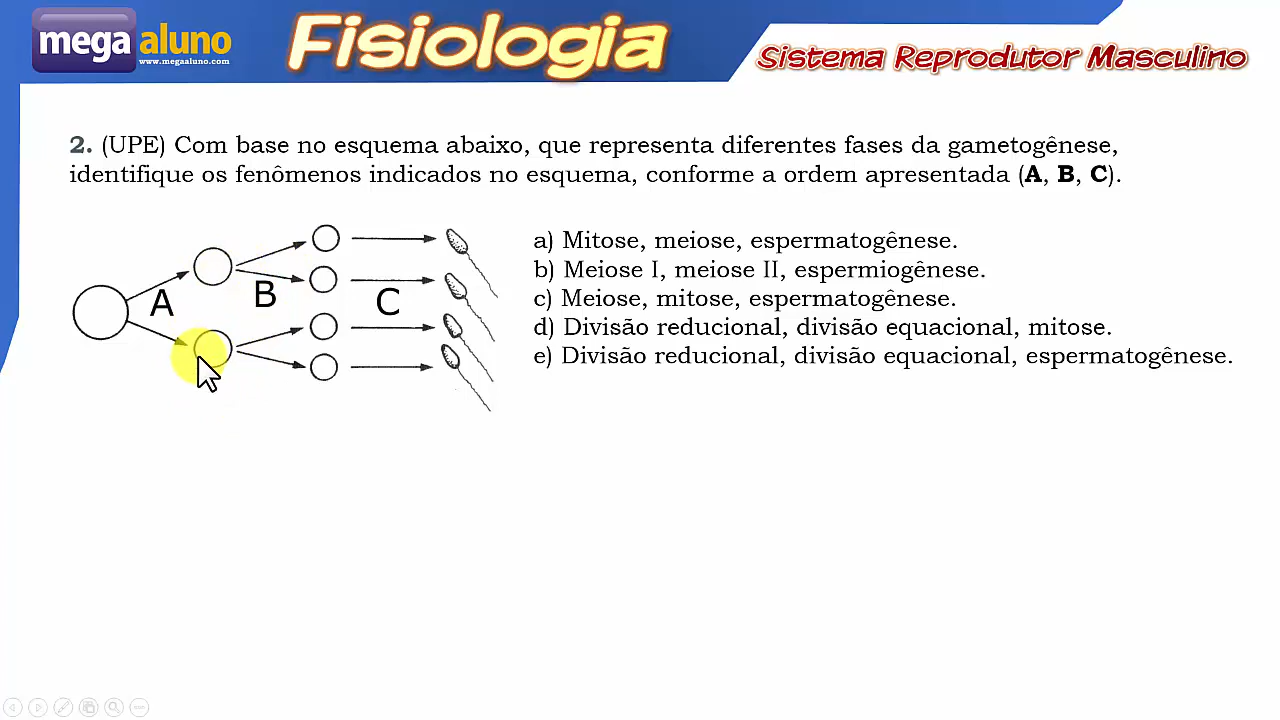 mega aluno
www.megaaluno.com
Fisiologia
Sistema Reprodutor Masculino
2. (UPE) Com base no esquema abaixo, que representa diferentes fases da gametogênese,
identifique os fenômenos indicados no esquema, conforme a ordem apresentada (A, B, C).
A
B
C
a) Mitose, meiose, espermatogênese.
b) Meiose I, meiose II, espermiogênese.
c) Meiose, mitose, espermatogênese.
d) Divisão reducional, divisão equacional, mitose.
e) Divisão reducional, divisão equacional, espermatogênese.